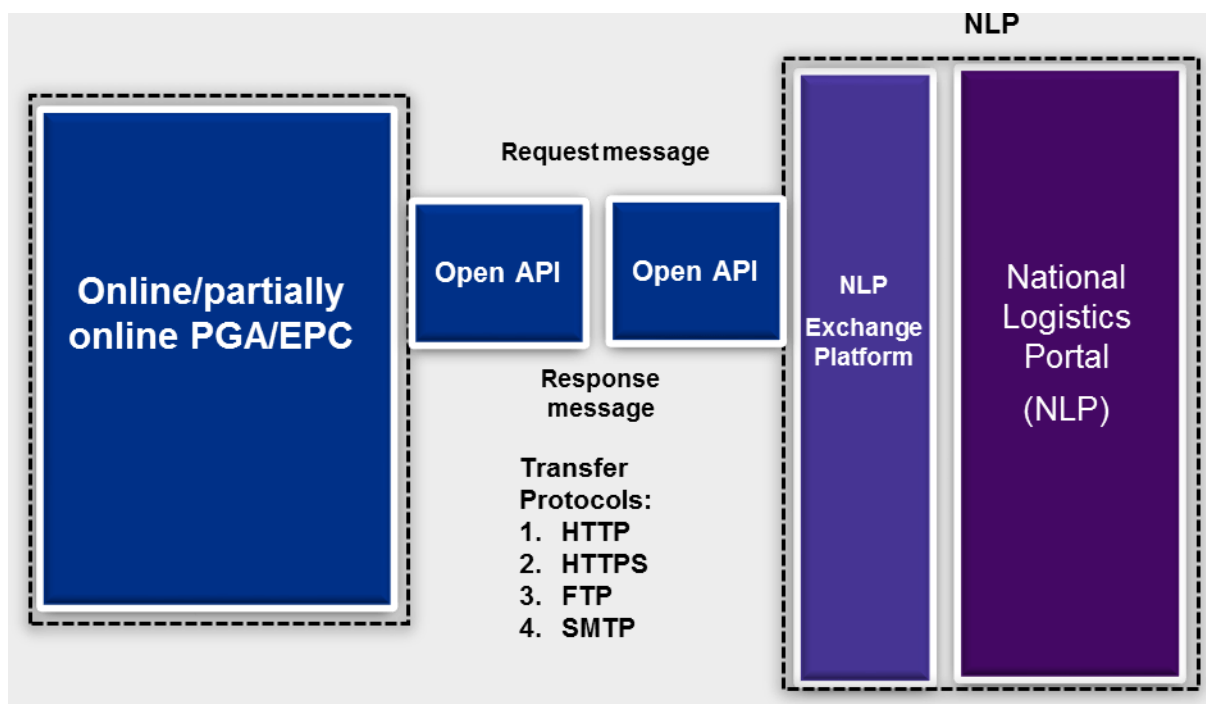 NLP
Request message
Online/partially
online PGA/EPC
Open API
Open API
Response
message
Transfer
Protocols:
1. HTTP
2. HTTPS
3. FTP
4. SMTP
NLP
Exchange
Platform
National
Logistics
Portal
(NLP)